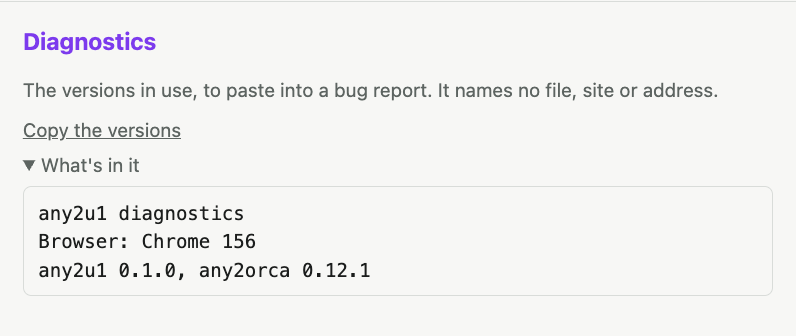 Diagnostics
The versions in use, to paste into a bug report. It names no file, site or address.
Copy the versions
▼ What's in it
any2u1 diagnostics
Browser: Chrome 156
any2u1 0.1.0, any2orca 0.12.1